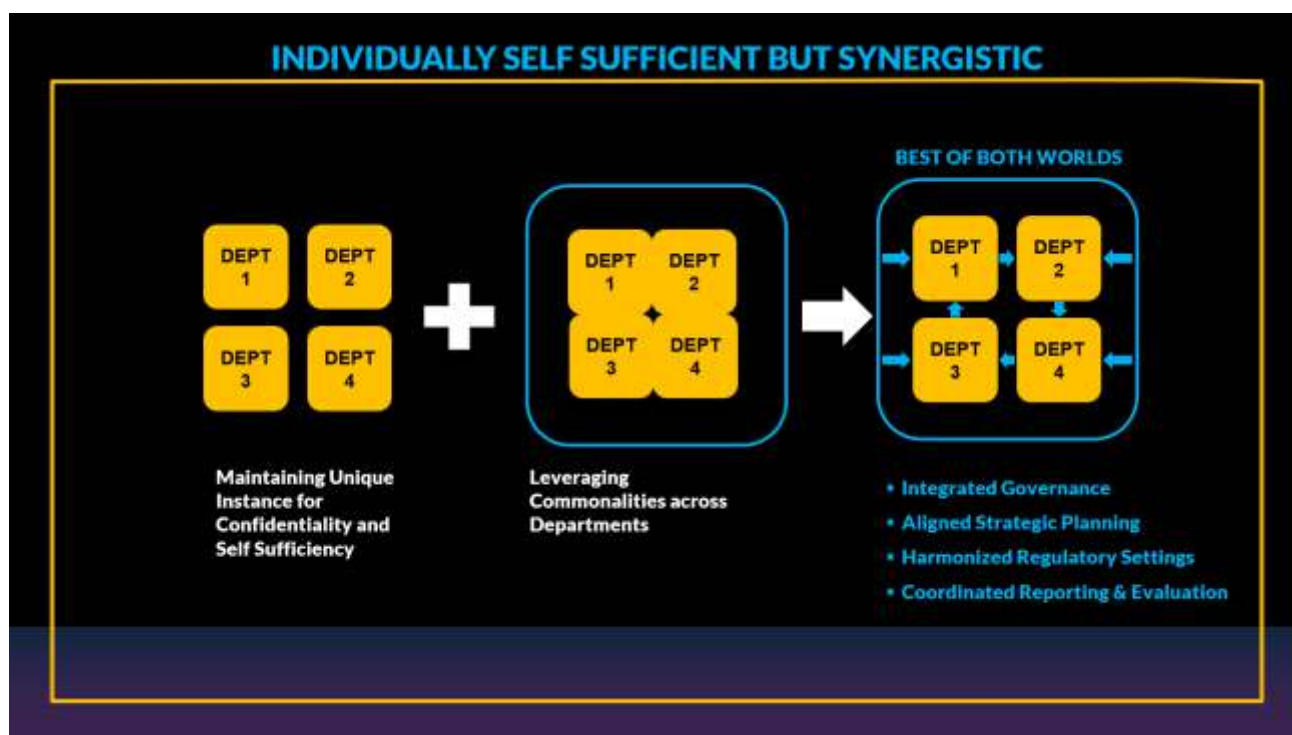 INDIVIDUALLY SELF SUFFICIENT BUT SYNERGISTIC
DEPT
1
DEPT
2
DEPT
3
DEPT
4
Maintaining Unique
Instance for
Confidentiality and
Self Sufficiency
DEPT
1
DEPT
2
DEPT
3
DEPT
4
Leveraging
Commonalities across
Departments
BEST OF BOTH WORLDS
DEPT
1
DEPT
2
DEPT
3
DEPT
4
• Integrated Governance
• Aligned Strategic Planning
• Harmonized Regulatory Settings
• Coordinated Reporting & Evaluation